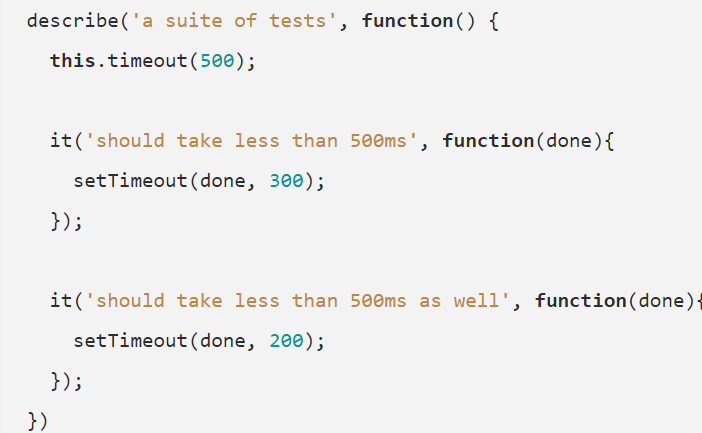 describe('a suite of tests', function() {
this.timeout(500);
it('should take less than 500ms', function(done){
setTimeout(done, 300);
});
it('should take less than 500ms as well', function(done){
setTimeout(done, 200);
});
})